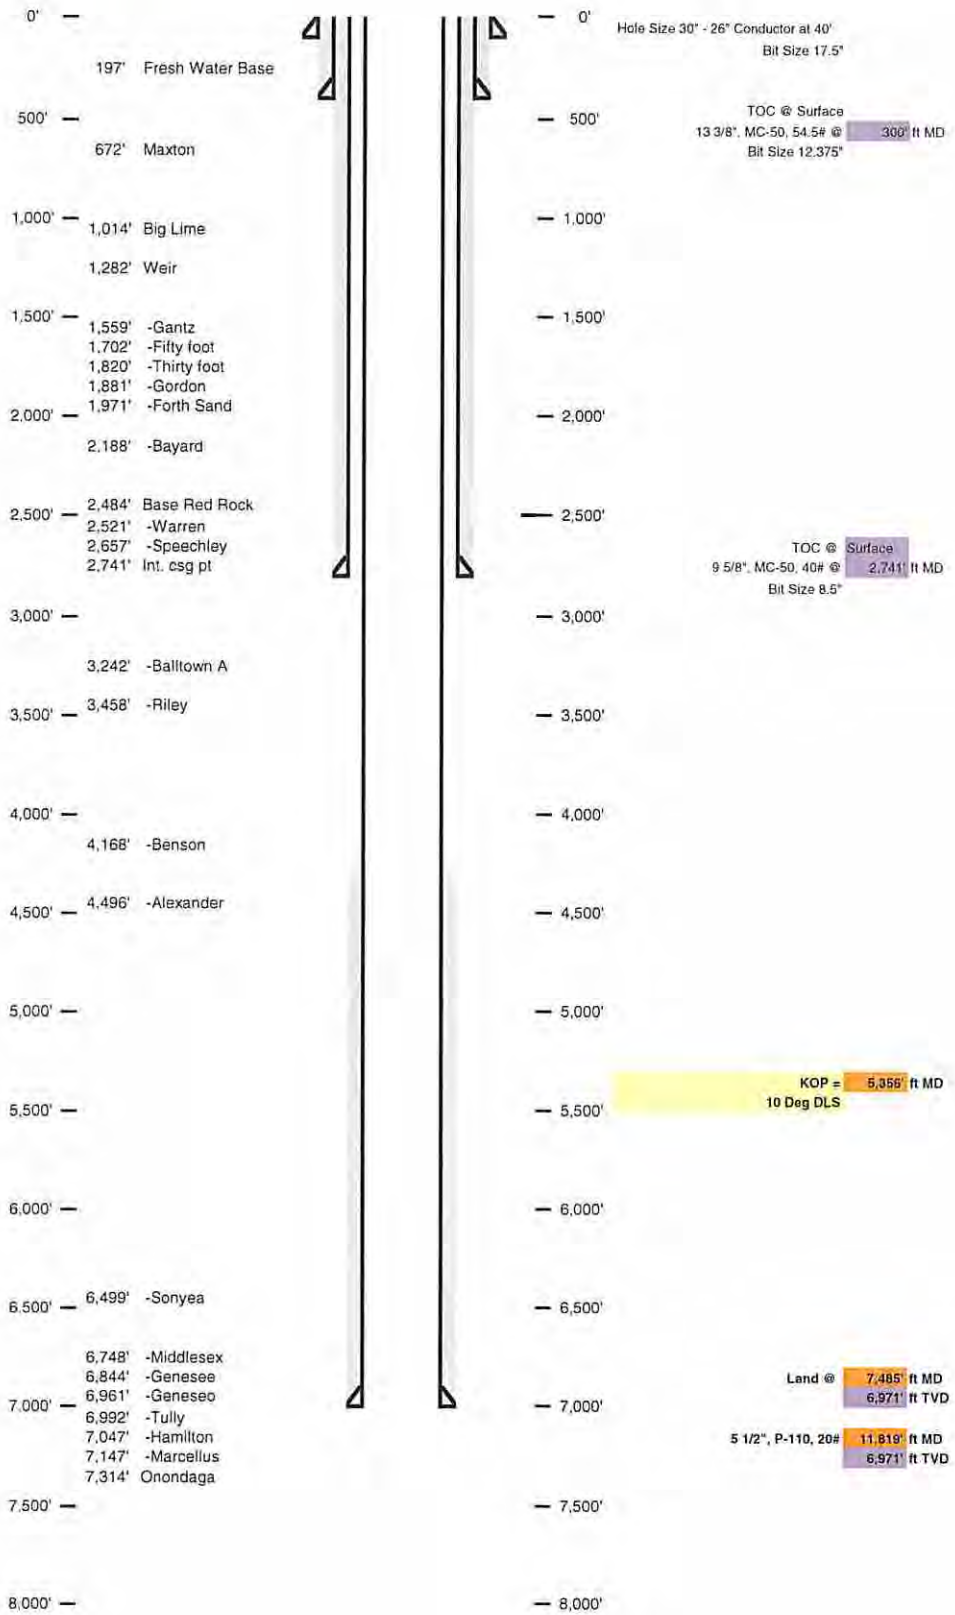 0'
0'
Hole Size 30" - 26" Conductor at 40'
Bit Size 17.5"
197' Fresh Water Base
TOC @ Surface
500'
500'
13 3/8", MC-50, 54.5# @ 300' ft MD
672' Maxton
Bit Size 12.375"
1,000'
1,000'
1,014' Big Lime
1,282' Weir
1,500'
1,500'
1,559' -Gantz
1,702' -Fifty foot
1,820' -Thirty foot
1,881' -Gordon
1,971' -Forth Sand
2,000'
2,000'
2,188' -Bayard
2,484' Base Red Rock
2,500'
2,500'
2,521' -Warren
2,657' -Speechley
TOC @ Surface
2,741' Int. csg pt
9 5/8", MC-50, 40# @ 2,741' ft MD
Bit Size 8.5"
3,000'
3,000'
3,242' -Balltown A
3,458' -Riley
3,500'
3,500'
4,000'
4,000'
4,168' -Benson
4,496' -Alexander
4,500'
4,500'
5,000'
5,000'
KOP = 5,356' ft MD
10 Deg DLS
5,500'
5,500'
6,000'
6,000'
6,499' -Sonyea
6,500'
6,500'
6,748' -Middlesex
6,844' -Genesee
Land @ 7,485' ft MD
6,961' -Geneseo
6,971' ft TVD
7,000'
7,000'
6,992' -Tully
7,047' -Hamilton
5 1/2", P-110, 20# 11,819' ft MD
7,147' -Marcellus
6,971' ft TVD
7,314' Onondaga
7,500'
7,500'
8,000'
8,000'